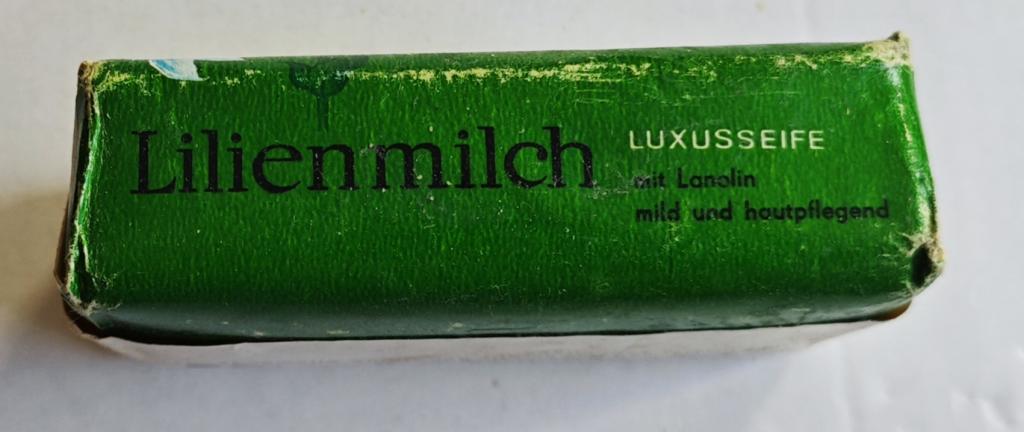 Lilienmilch
LUXUSSEIFE
mit Lanolin
mild und hautpflegend